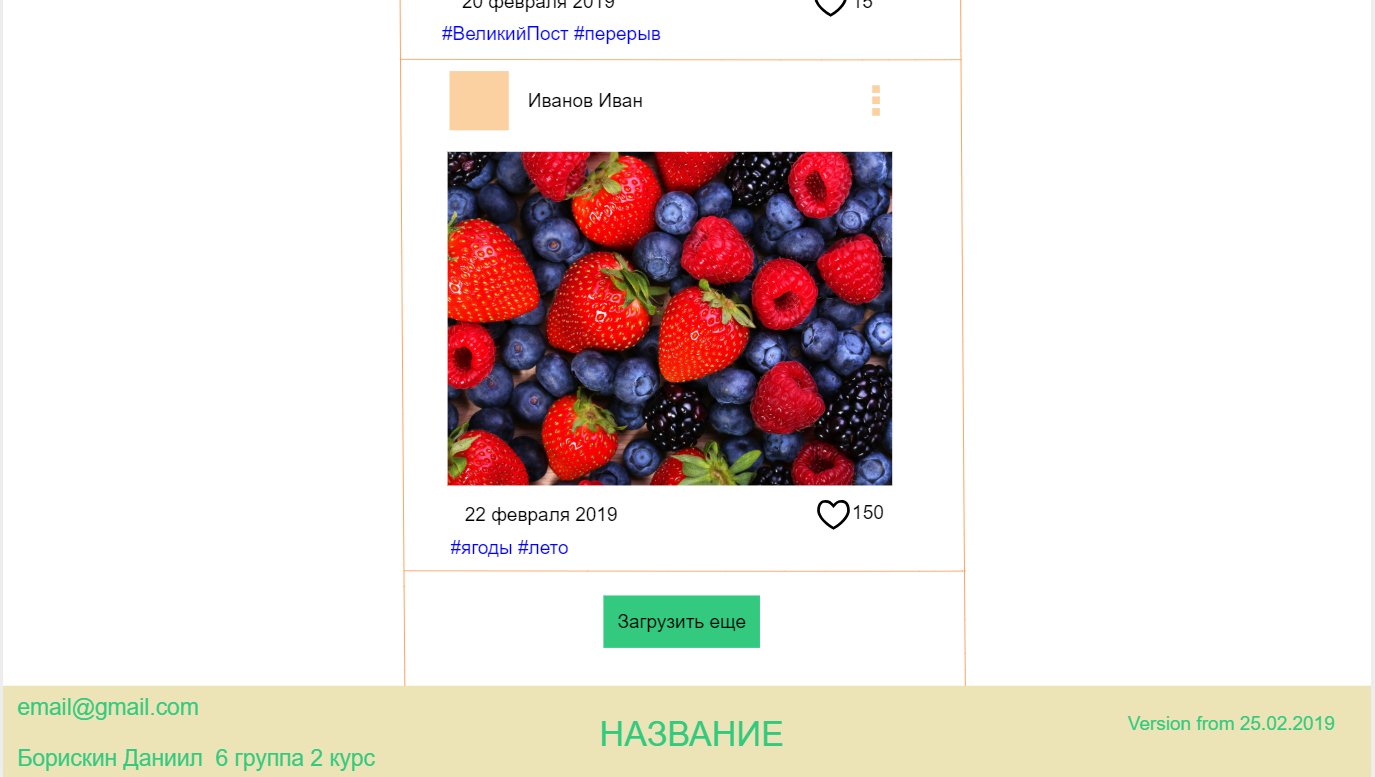 20 февраля 2019
15
#ВеликийПост #перерыв
Иванов Иван
22 февраля 2019
150
#ягоды #лето
Загрузить еще
email@gmail.com
НАЗВАНИЕ
Version from 25.02.2019
Борискин Даниил  6 группа 2 курс